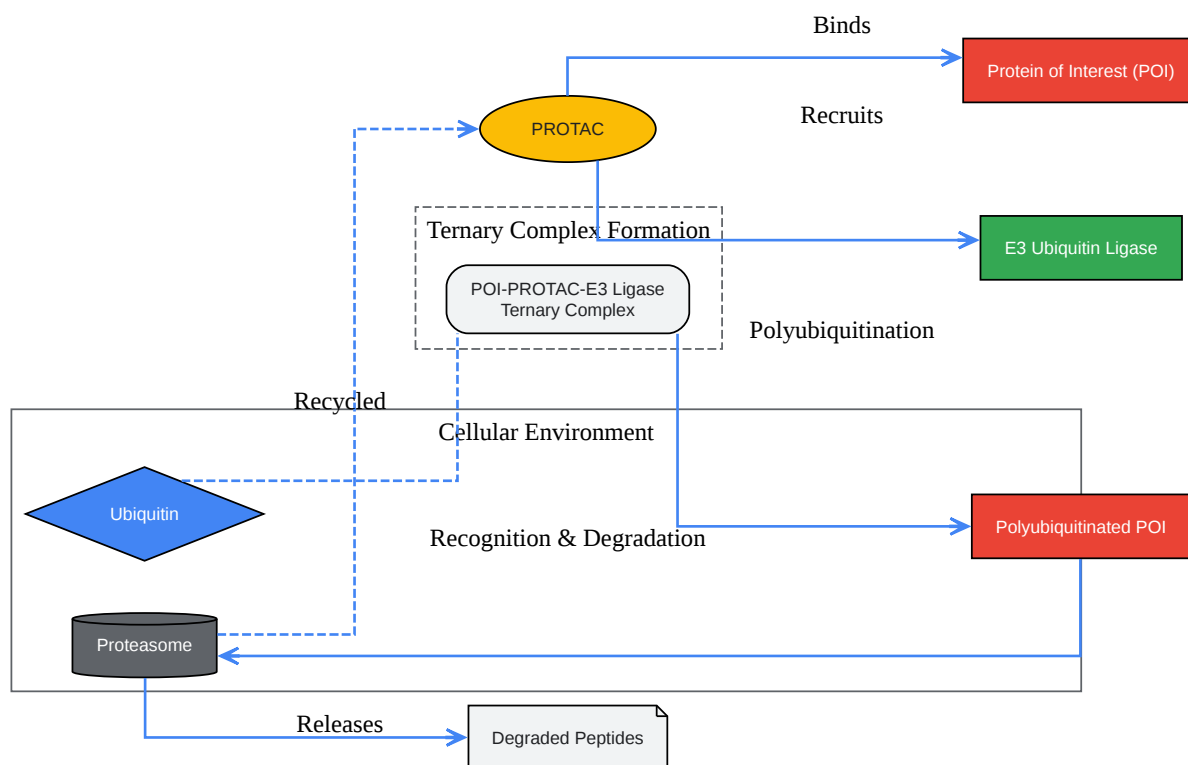 Binds
Protein of Interest (POI)
Recruits
PROTAC
Ternary Complex Formation
E3 Ubiquitin Ligase
POI-PROTAC-E3 Ligase
Ternary Complex
Polyubiquitination
Recycled
Cellular Environment
Ubiquitin
Recognition & Degradation
Polyubiquitinated POI
Proteasome
Releases
Degraded Peptides